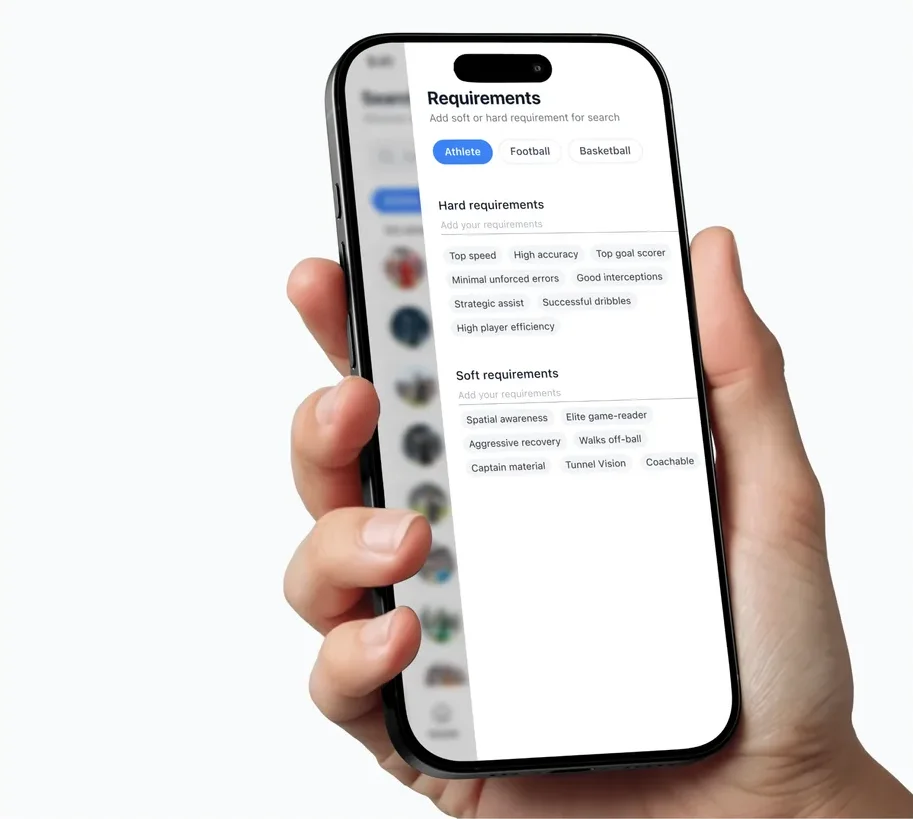 Requirements
Add soft or hard requirement for search
Athlete Football Basketball
Hard requirements
Add your requirements
Top speed High accuracy Top goal scorer
Minimal unforced errors Good interceptions
Strategic assist Successful dribbles
High player efficiency
Soft requirements
Add your requirements
Spatial awareness Elite game-reader
Aggressive recovery Walks off-ball
Captain material Tunnel Vision Coachable